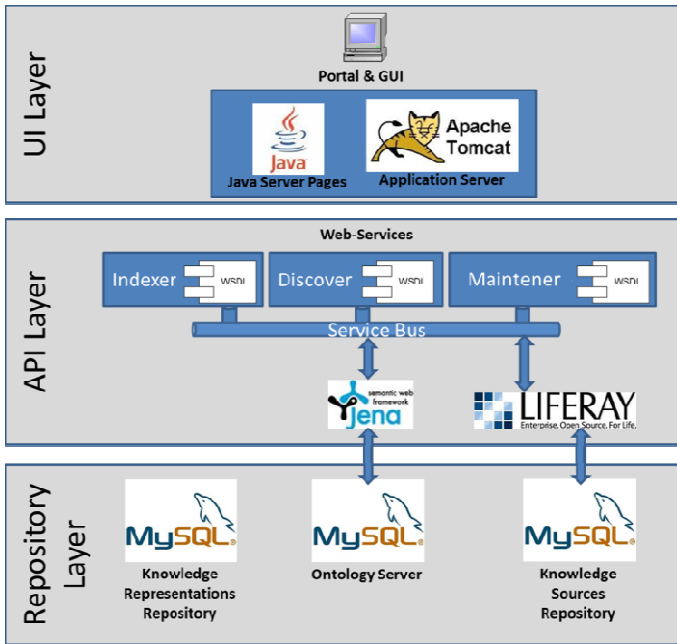 UI Layer
Portal & GUI
Java
Java Server Pages
Apache
Tomcat
Application Server
API Layer
Web-Services
Indexer
WSDL
Discover
WSDL
Maintener
WSDL
Service Bus
semantic web
framework
jena
LIFERAY
Enterprise. Open Source. For Life.
Repository
Layer
MySQL®
Knowledge
Representations
Repository
MySQL®
Ontology Server
MySQL®
Knowledge
Sources
Repository